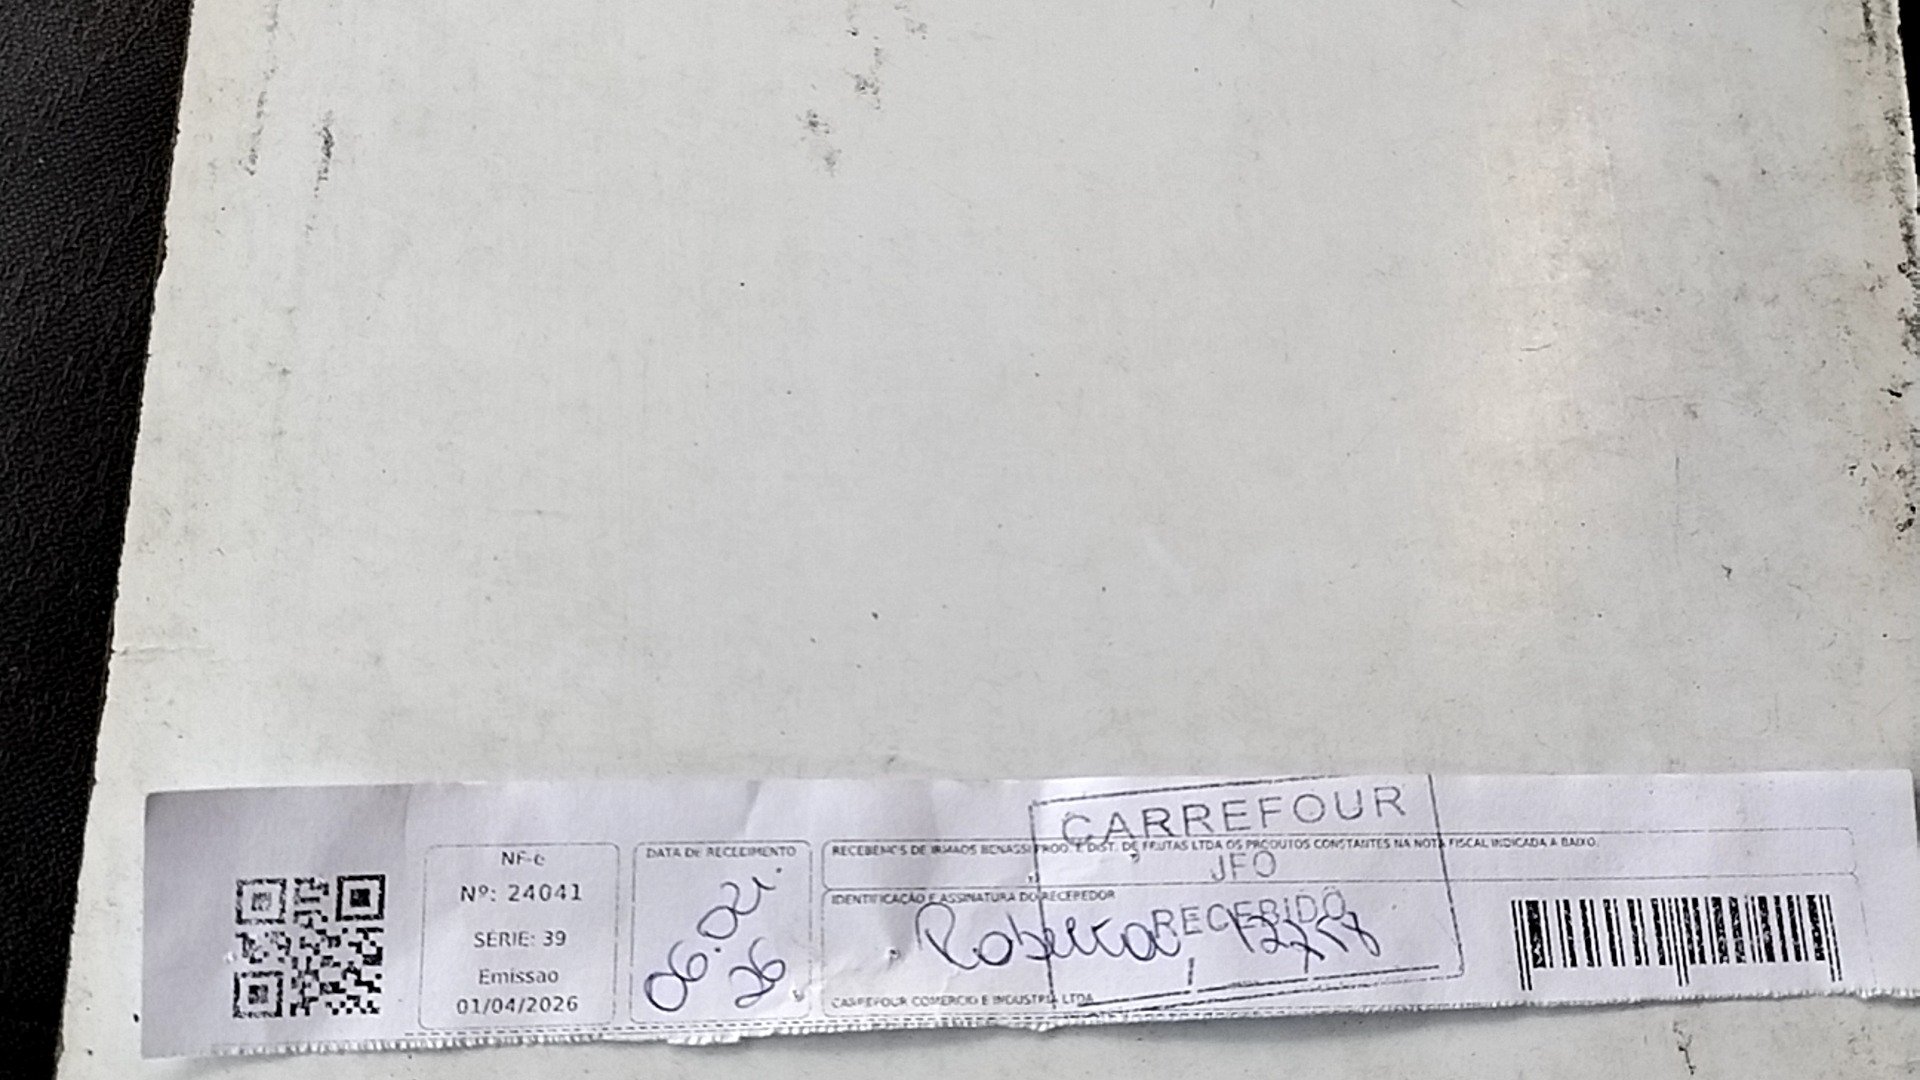 CARREFOUR
JFO
RECEBIDO
NF-e
Nº: 24041
SÉRIE: 39
Emissao
01/04/2026
DATA DE RECEBIMENTO
06.04.
26
RECEBEMOS DE IRMAOS BENASSI PROD. E DIST. DE FRUTAS LTDA OS PRODUTOS CONSTANTES NA NOTA FISCAL INDICADA A BAIXO.
IDENTIFICAÇÃO E ASSINATURA DO RECEBEDOR
CARREFOUR COMERCIO E INDUSTRIA LTDA